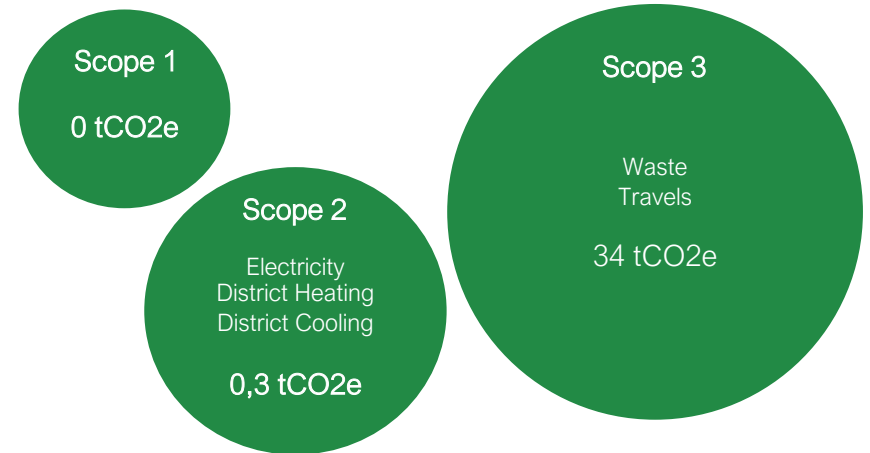 Scope 1
0 tCO2e
Scope 2
Electricity
District Heating
District Cooling
0,3 tCO2e
Scope 3
Waste
Travels
34 tCO2e